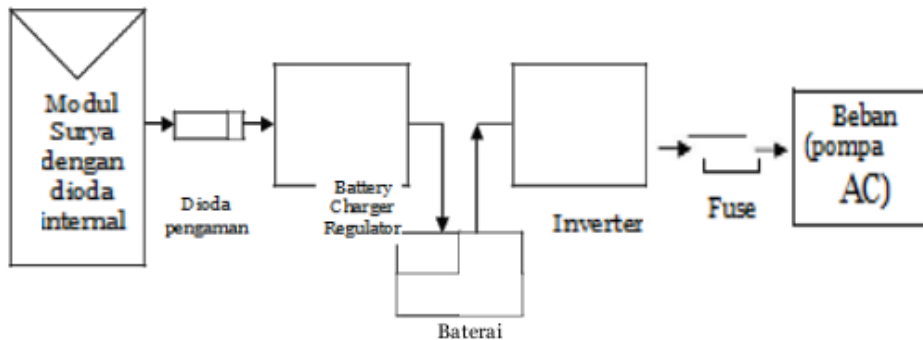 Modul
Surya
dengan
dioda
internal
Dioda
pengaman
Battery
Charger
Regulator
Baterai
Inverter
Fuse
Beban
(pompa
AC)